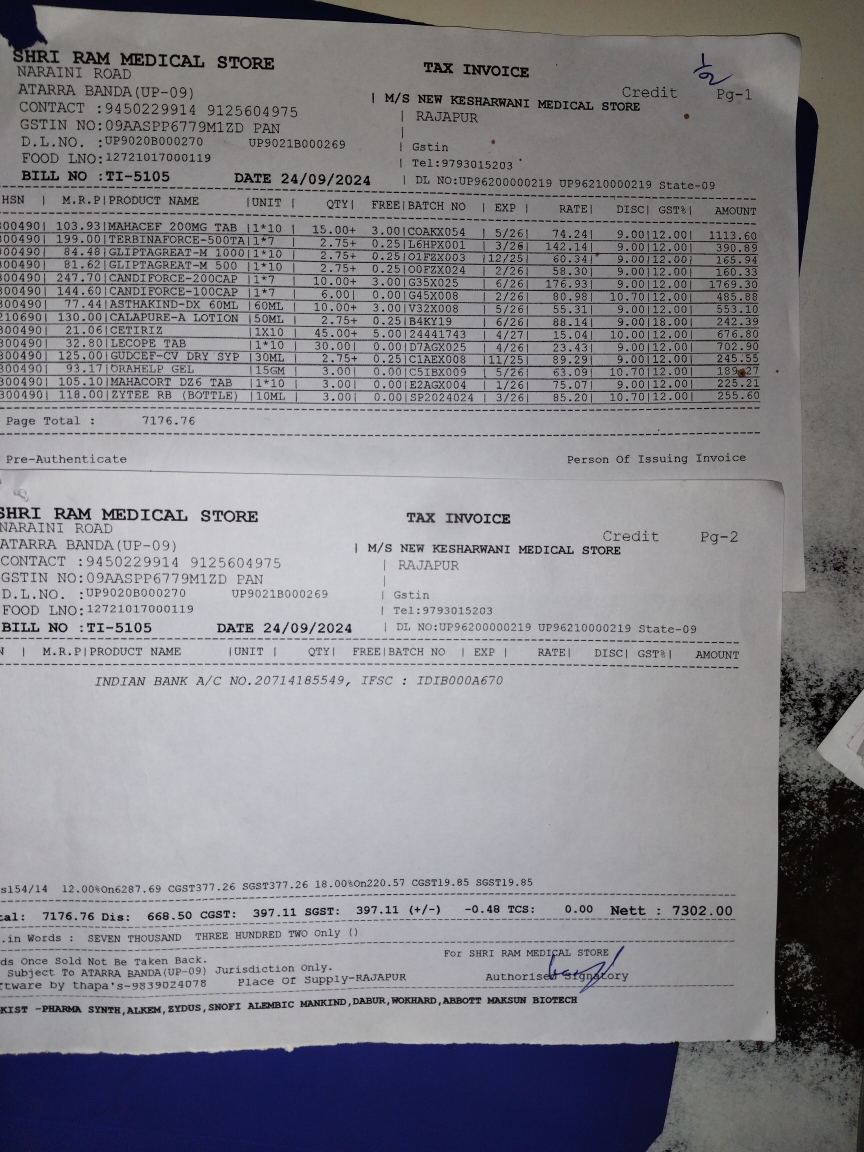 1/2
SHRI RAM MEDICAL STORE TAX INVOICE
NARAINI ROAD Credit Pg-1
ATARRA BANDA(UP-09) | M/S NEW KESHARWANI MEDICAL STORE
CONTACT :9450229914 9125604975 | RAJAPUR
GSTIN NO:09AASPP6779M1ZD PAN |
D.L.NO. :UP9020B000270 UP9021B000269 | Gstin
FOOD LNO:12721017000119 | Tel:9793015203
BILL NO :TI-5105 DATE 24/09/2024 | DL NO:UP96200000219 UP96210000219 State-09
HSN | M.R.P|PRODUCT NAME |UNIT | QTY| FREE|BATCH NO | EXP | RATE| DISC| GST%| AMOUNT
300490| 103.93|MAHACEF 200MG TAB |1*10 15.00+ 3.00|COAKX054 | 5/26| 74.24| 9.00|12.00| 1113.60
300490| 199.00|TERBINAFORCE-500TA|1*7 2.75+ 0.25|L6HPX001 | 3/26| 142.14| 9.00|12.00| 390.89
300490| 84.48|GLIPTAGREAT-M 1000|1*10 2.75+ 0.25|O1FZX003 |12/25| 60.34| 9.00|12.00| 165.94
300490| 81.62|GLIPTAGREAT-M 500 |1*10 2.75+ 0.25|O0FZX024 | 2/26| 58.30| 9.00|12.00| 160.33
300490| 247.70|CANDIFORCE-200CAP |1*7 10.00+ 3.00|G35X025 | 6/26| 176.93| 9.00|12.00| 1769.30
300490| 144.60|CANDIFORCE-100CAP |1*7 6.00| 0.00|G45X008 | 2/26| 80.98| 10.70|12.00| 485.88
300490| 77.44|ASTHAKIND-DX 60ML |60ML 10.00+ 3.00|V32X008 | 5/26| 55.31| 9.00|12.00| 553.10
210690| 130.00|CALAPURE-A LOTION |50ML 2.75+ 0.25|B4KY19 | 6/26| 88.14| 9.00|18.00| 242.39
300490| 21.06|CETIRIZ |1X10 45.00+ 5.00|24441743 | 4/27| 15.04| 10.00|12.00| 676.80
300490| 32.80|LECOPE TAB |1*10 30.00| 0.00|D7AGX025 | 4/26| 23.43| 9.00|12.00| 702.90
300490| 125.00|GUDCEF-CV DRY SYP |30ML 2.75+ 0.25|C1AEX008 |11/25| 89.29| 9.00|12.00| 245.55
300490| 93.17|ORAHELP GEL |15GM 3.00| 0.00|C5IBX009 | 5/26| 63.09| 10.70|12.00| 189.27
300490| 105.10|MAHACORT DZ6 TAB |1*10 3.00| 0.00|E2AGX004 | 1/26| 75.07| 9.00|12.00| 225.21
300490| 118.00|ZYTEE RB (BOTTLE) |10ML 3.00| 0.00|SP2024024 | 3/26| 85.20| 10.70|12.00| 255.60
Page Total : 7176.76
Pre-Authenticate Person Of Issuing Invoice
SHRI RAM MEDICAL STORE TAX INVOICE
NARAINI ROAD Credit Pg-2
ATARRA BANDA(UP-09) | M/S NEW KESHARWANI MEDICAL STORE
CONTACT :9450229914 9125604975 | RAJAPUR
GSTIN NO:09AASPP6779M1ZD PAN |
D.L.NO. :UP9020B000270 UP9021B000269 | Gstin
FOOD LNO:12721017000119 | Tel:9793015203
BILL NO :TI-5105 DATE 24/09/2024 | DL NO:UP96200000219 UP96210000219 State-09
N | M.R.P|PRODUCT NAME |UNIT | QTY| FREE|BATCH NO | EXP | RATE| DISC| GST%| AMOUNT
INDIAN BANK A/C NO.20714185549, IFSC : IDIB000A670
s154/14 12.00%On6287.69 CGST377.26 SGST377.26 18.00%On220.57 CGST19.85 SGST19.85
tal: 7176.76 Dis: 668.50 CGST: 397.11 SGST: 397.11 (+/-) -0.48 TCS: 0.00 Nett : 7302.00
.in Words : SEVEN THOUSAND THREE HUNDRED TWO Only ()
ds Once Sold Not Be Taken Back. For SHRI RAM MEDICAL STORE
Subject To ATARRA BANDA(UP-09) Jurisdiction Only.
tware by thapa's-9839024078 Place Of Supply-RAJAPUR Authorised Signatory
KIST -PHARMA SYNTH,ALKEM,ZYDUS,SNOFI ALEMBIC MANKIND,DABUR,WOKHARD,ABBOTT MAKSUN BIOTECH